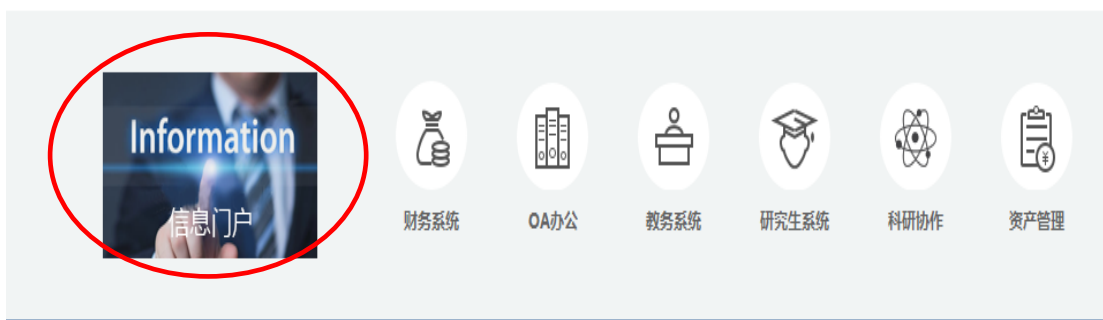 Information
信息门户
财务系统
OA办公
教务系统
研究生系统
科研协作
资产管理